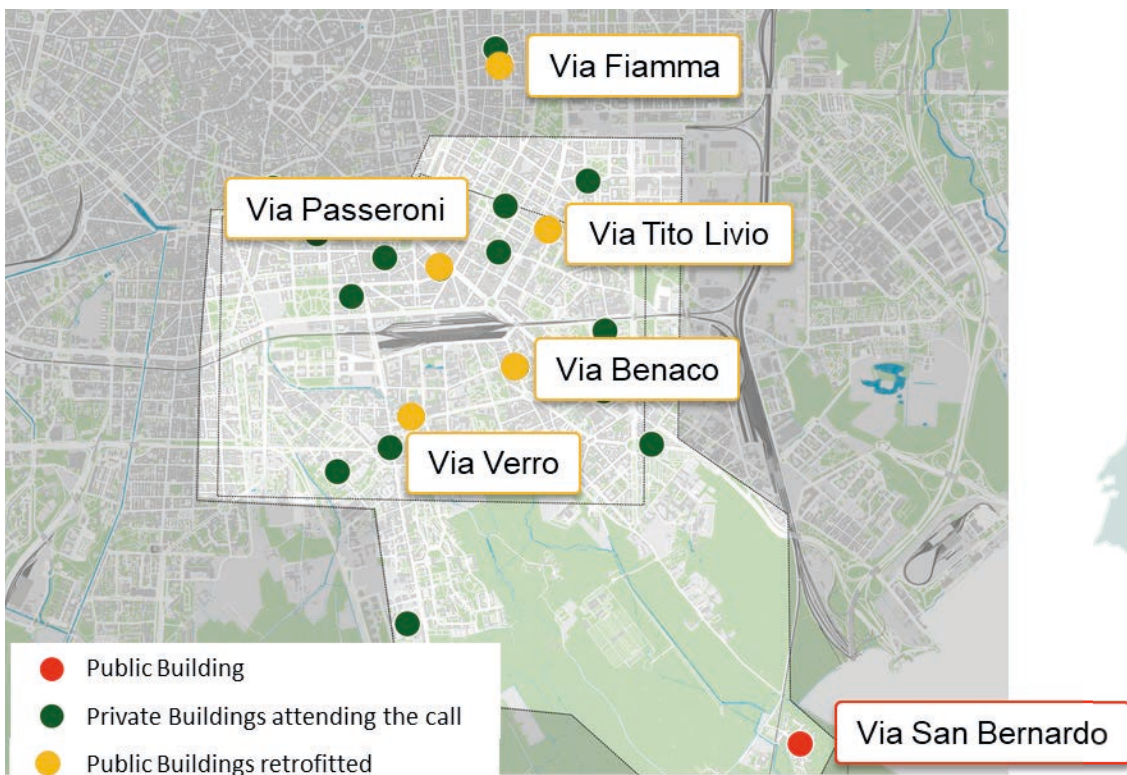 Via Fiamma
Via Passeroni
Via Tito Livio
Via Benaco
Via Verro
Public Building
Private Buildings attending the call
Public Buildings retrofitted
Via San Bernardo